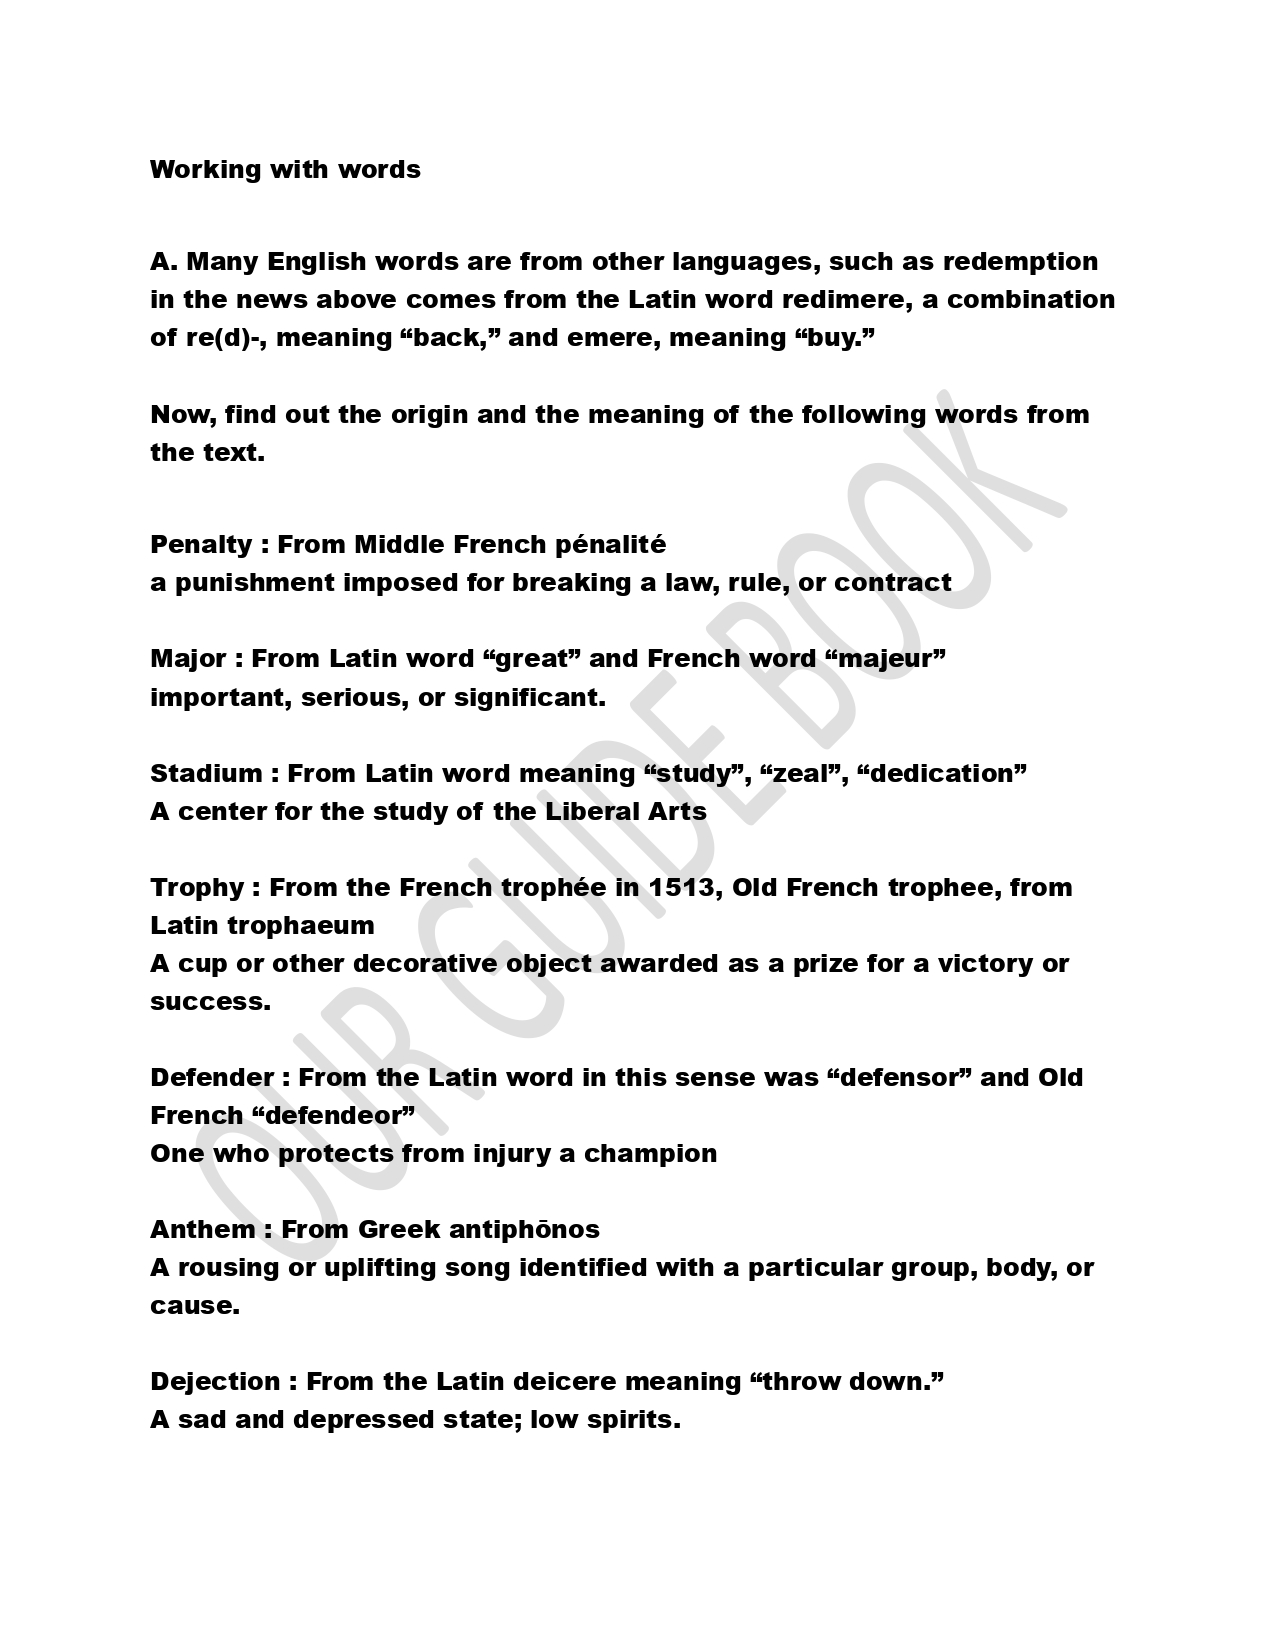 Working with words
A. Many English words are from other languages, such as redemption
in the news above comes from the Latin word redimere, a combination
of re(d)-, meaning “back,” and emere, meaning “buy.”
Now, find out the origin and the meaning of the following words from
the text.
Penalty : From Middle French pénalité
a punishment imposed for breaking a law, rule, or contract
Major : From Latin word “great” and French word “majeur”
important, serious, or significant.
Stadium : From Latin word meaning “study”, “zeal”, “dedication”
A center for the study of the Liberal Arts
Trophy : From the French trophée in 1513, Old French trophee, from
Latin trophaeum
A cup or other decorative object awarded as a prize for a victory or
success.
Defender : From the Latin word in this sense was “defensor” and Old
French “defendeor”
One who protects from injury a champion
Anthem : From Greek antiphōnos
A rousing or uplifting song identified with a particular group, body, or
cause.
Dejection : From the Latin deicere meaning “throw down.”
A sad and depressed state; low spirits.
OUR GUIDE BOOK